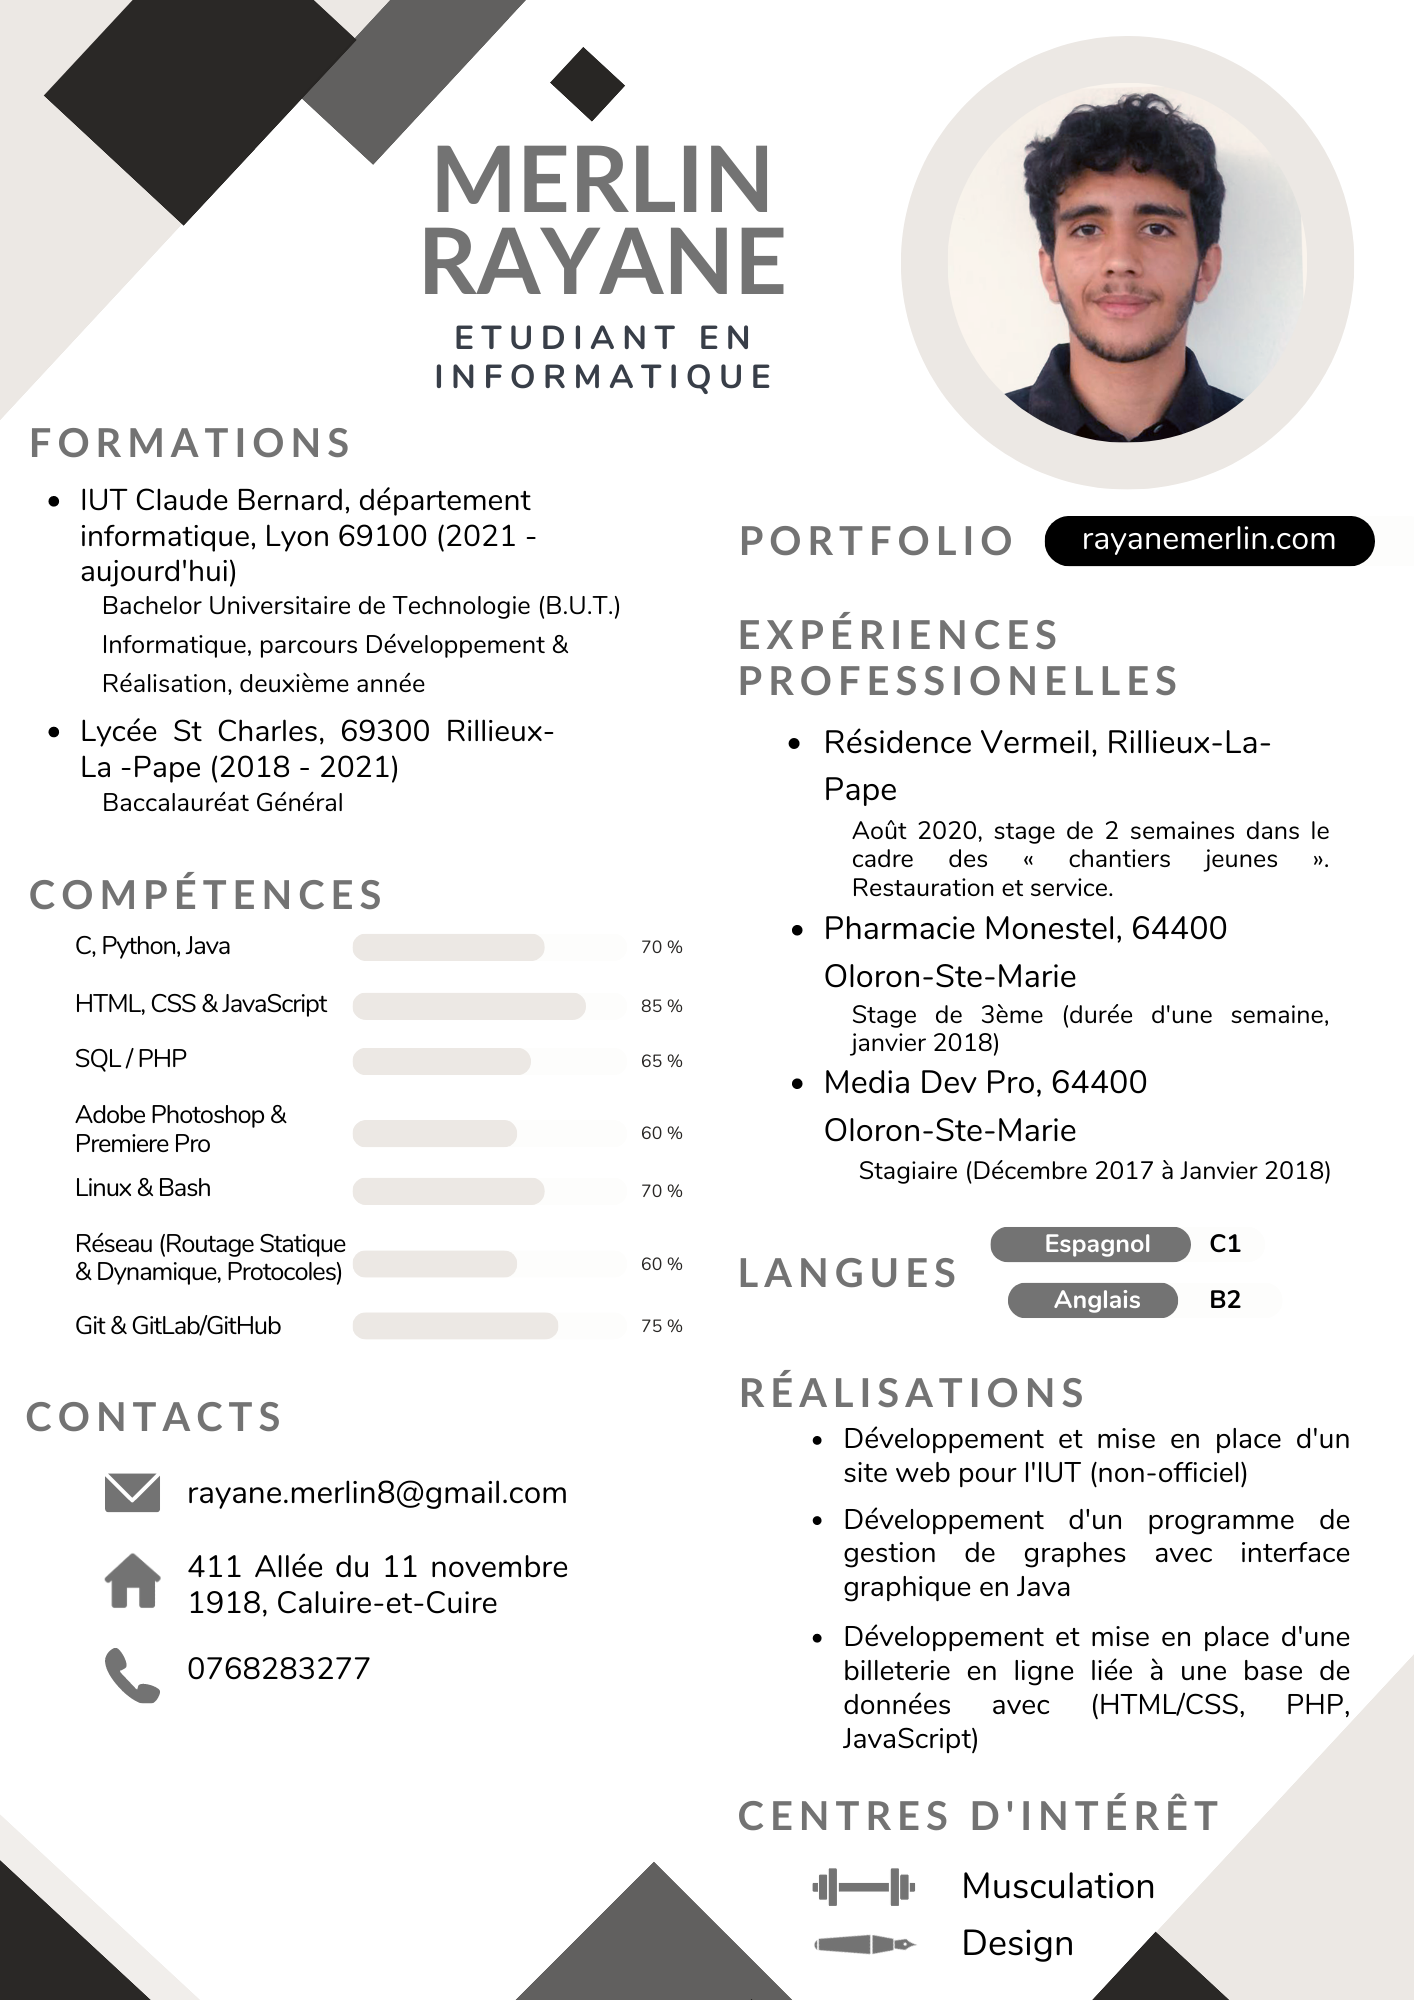 MERLIN
RAYANE
ETUDIANT EN
INFORMATIQUE
FORMATIONS
• IUT Claude Bernard, département
informatique, Lyon 69100 (2021 -
aujourd'hui)
Bachelor Universitaire de Technologie (B.U.T.)
Informatique, parcours Développement &
Réalisation, deuxième année
• Lycée St Charles, 69300 Rillieux-
La -Pape (2018 - 2021)
Baccalauréat Général
COMPÉTENCES
C, Python, Java 70 %
HTML, CSS & JavaScript 85 %
SQL / PHP 65 %
Adobe Photoshop &
Premiere Pro 60 %
Linux & Bash 70 %
Réseau (Routage Statique
& Dynamique, Protocoles) 60 %
Git & GitLab/GitHub 75 %
CONTACTS
rayane.merlin8@gmail.com
411 Allée du 11 novembre
1918, Caluire-et-Cuire
0768283277
PORTFOLIO rayanemerlin.com
EXPÉRIENCES
PROFESSIONELLES
• Résidence Vermeil, Rillieux-La-
Pape
Août 2020, stage de 2 semaines dans le
cadre des « chantiers jeunes ».
Restauration et service.
• Pharmacie Monestel, 64400
Oloron-Ste-Marie
Stage de 3ème (durée d'une semaine,
janvier 2018)
• Media Dev Pro, 64400
Oloron-Ste-Marie
Stagiaire (Décembre 2017 à Janvier 2018)
LANGUES
Espagnol C1
Anglais B2
RÉALISATIONS
• Développement et mise en place d'un
site web pour l'IUT (non-officiel)
• Développement d'un programme de
gestion de graphes avec interface
graphique en Java
• Développement et mise en place d'une
billeterie en ligne liée à une base de
données avec (HTML/CSS, PHP,
JavaScript)
CENTRES D'INTÉRÊT
Musculation
Design